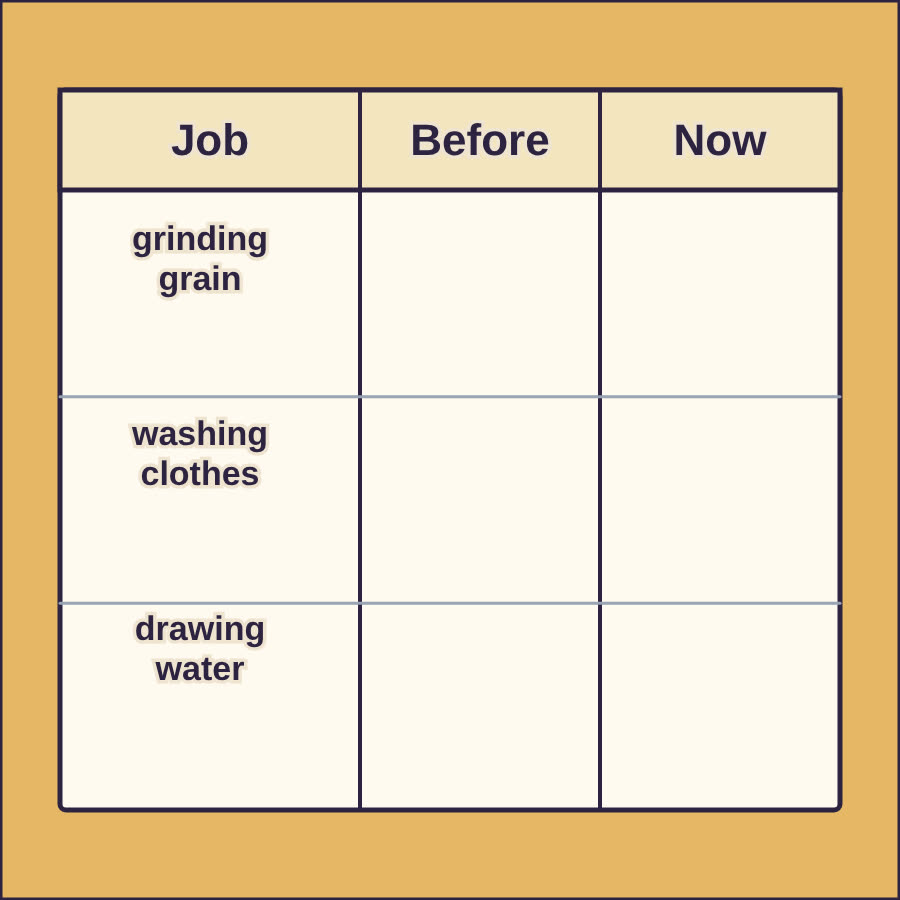 Job Before Now
grinding
grain
washing
clothes
drawing
water